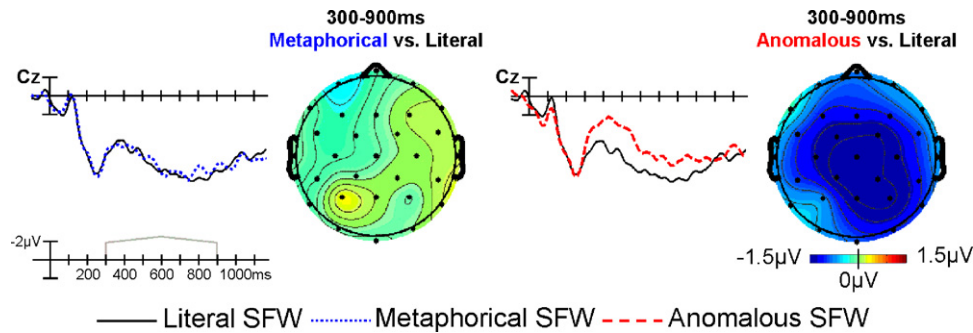 300-900ms
Metaphorical vs. Literal
Cz
-2μV
200 400 600 800 1000ms
300-900ms
Anomalous vs. Literal
Cz
-1.5μV 1.5μV
0μV
Literal SFW Metaphorical SFW Anomalous SFW